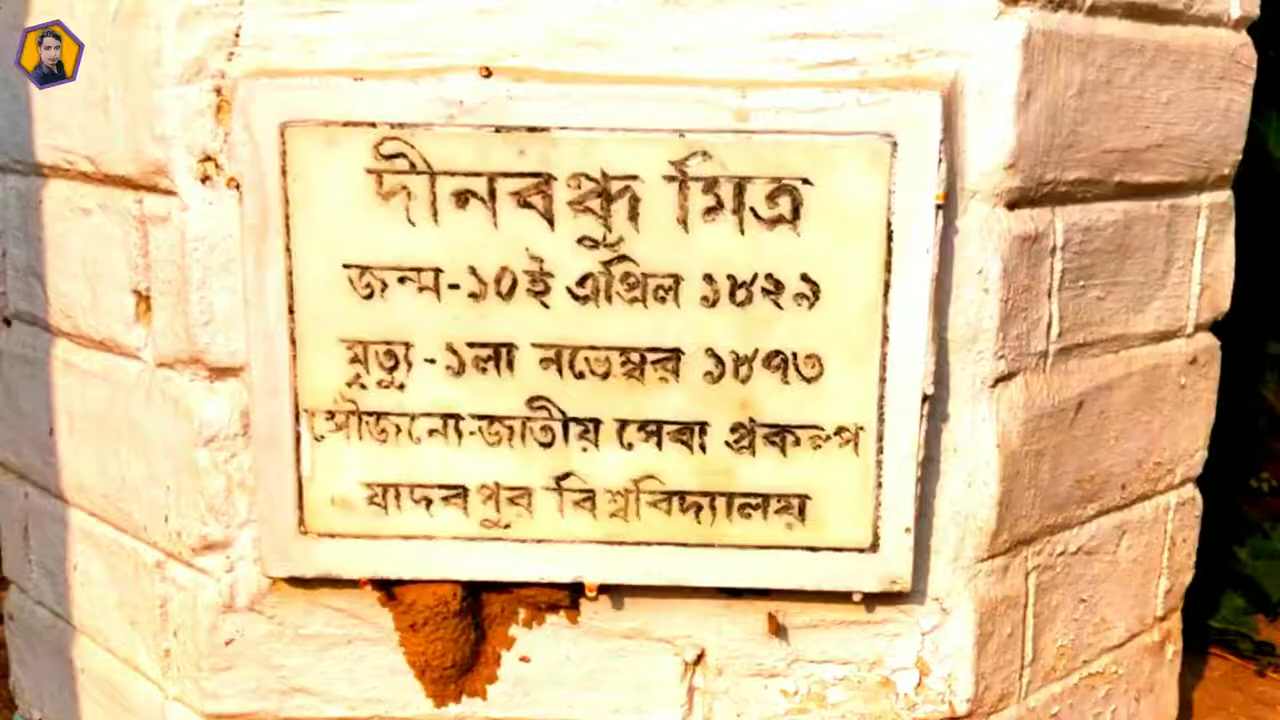 দীনবন্ধু মিত্র
জন্ম-১০ই এপ্রিল ১৮২৯
মৃত্যু-১লা নভেম্বর ১৮৭৩
সৌজন্যে-জাতীয় সেবা প্রকল্প
যাদবপুর বিশ্ববিদ্যালয়